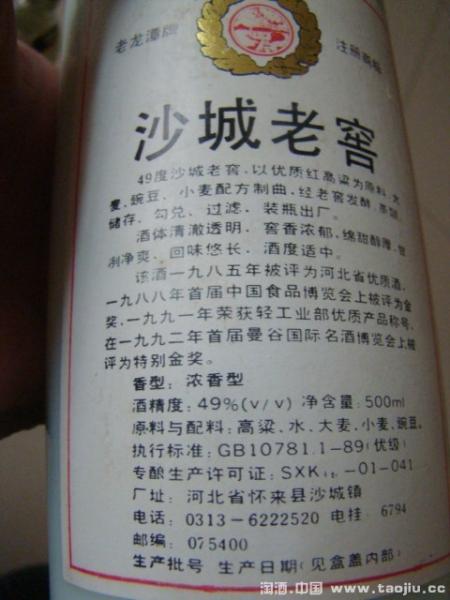 老龙潭牌
注册商标
沙城老窖
49度沙城老窖，以优质红高粱为原料，大
麦、豌豆、小麦配方制曲，经老窖发酵，蒸馏、
储存、勾兑、过滤、装瓶出厂。
酒体清澈透明，窖香浓郁，绵甜醇厚，
净爽、回味悠长，酒度适中。
该酒一九八五年被评为河北省优质酒，
一九八八年首届中国食品博览会上被评为金
奖，一九九一年荣获轻工业部优质产品称号，
在一九九二年首届曼谷国际名酒博览会上被
评为特别金奖。
香型：浓香型
酒精度：49%(v/v) 净含量：500ml
原料与配料：高粱、水、大麦、小麦、豌豆。
执行标准：GB10781.1-89(优级)
专酿生产许可证：SXK -01-041
厂址：河北省怀来县沙城镇
电话：0313-6222520 电挂：6794
邮编：075400
生产批号 生产日期(见盒盖内部)
淘酒.中国 www.taojiu.cc